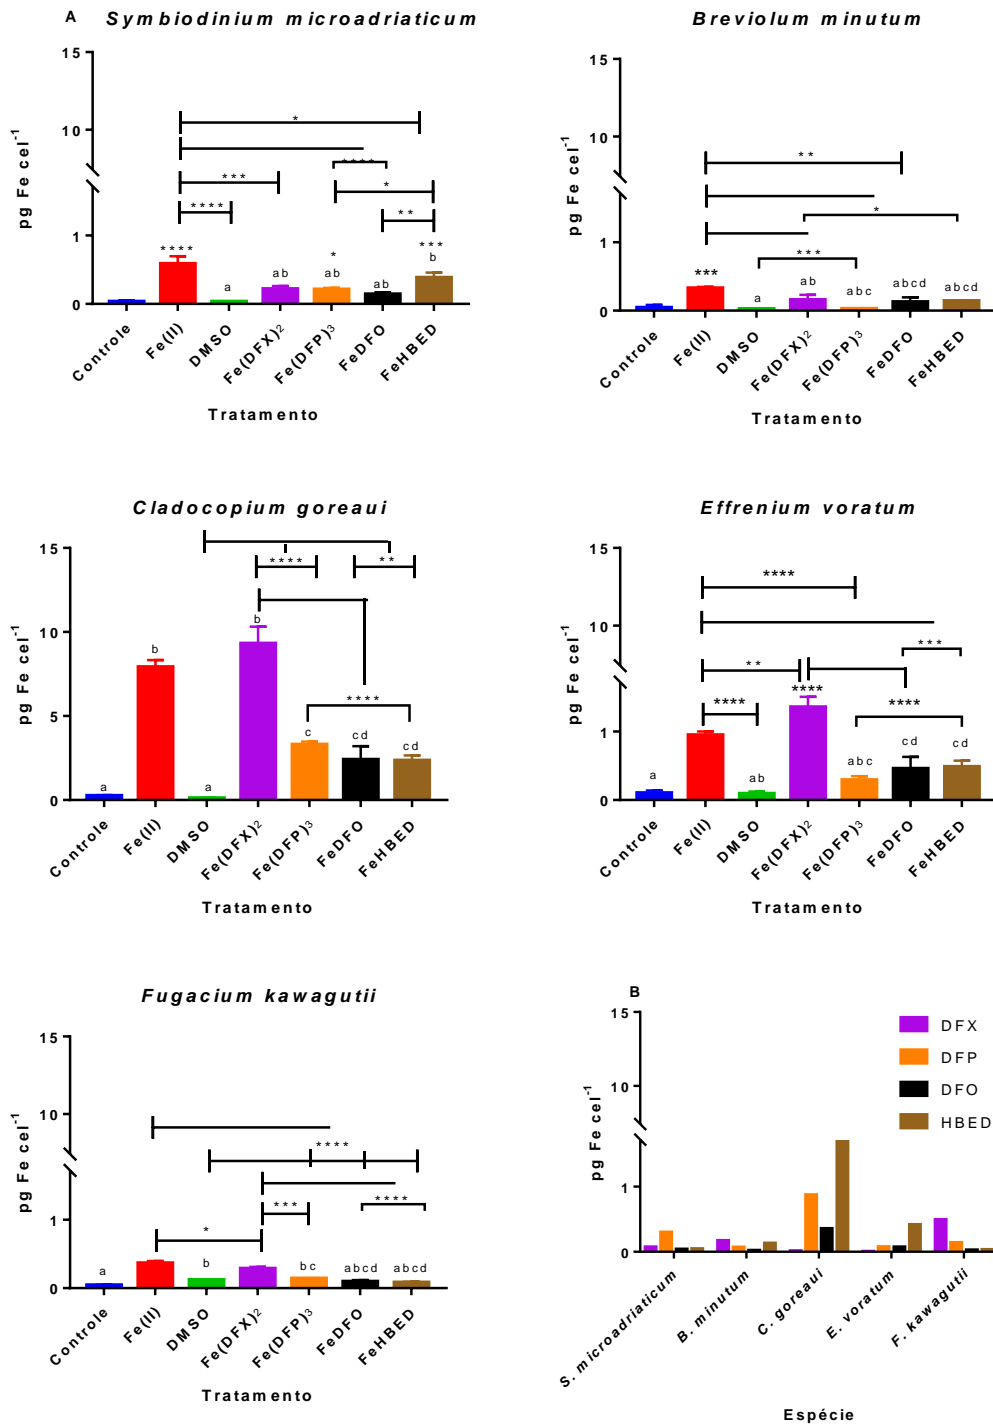 A Symbiodinium microadriaticum
15
10
1
0
pg Fe cel-1
*
****
***
*
****
**
****
a
ab
*
ab
ab
***
b
Controle
Fe(II)
DMSO
Fe(DFX)2
Fe(DFP)3
FeDFO
FeHBED
Tratamento
Breviolum minutum
15
10
1
0
pg Fe cel-1
**
*
***
***
a
ab
abc
abcd
abcd
Controle
Fe(II)
DMSO
Fe(DFX)2
Fe(DFP)3
FeDFO
FeHBED
Tratamento
Cladocopium goreaui
15
10
5
0
pg Fe cel-1
****
**
****
a
b
a
b
c
cd
cd
Controle
Fe(II)
DMSO
Fe(DFX)2
Fe(DFP)3
FeDFO
FeHBED
Tratamento
Effrenium voratum
15
10
1
0
pg Fe cel-1
****
***
**
****
****
****
a
ab
abc
cd
cd
Controle
Fe(II)
DMSO
Fe(DFX)2
Fe(DFP)3
FeDFO
FeHBED
Tratamento
Fugacium kawagutii
15
10
1
0
pg Fe cel-1
****
***
****
*
a
b
bc
abcd
abcd
Controle
Fe(II)
DMSO
Fe(DFX)2
Fe(DFP)3
FeDFO
FeHBED
Tratamento
B
15
10
1
0
pg Fe cel-1
DFX
DFP
DFO
HBED
S. microadriaticum
B. minutum
C. goreaui
E. voratum
F. kawagutii
Espécie